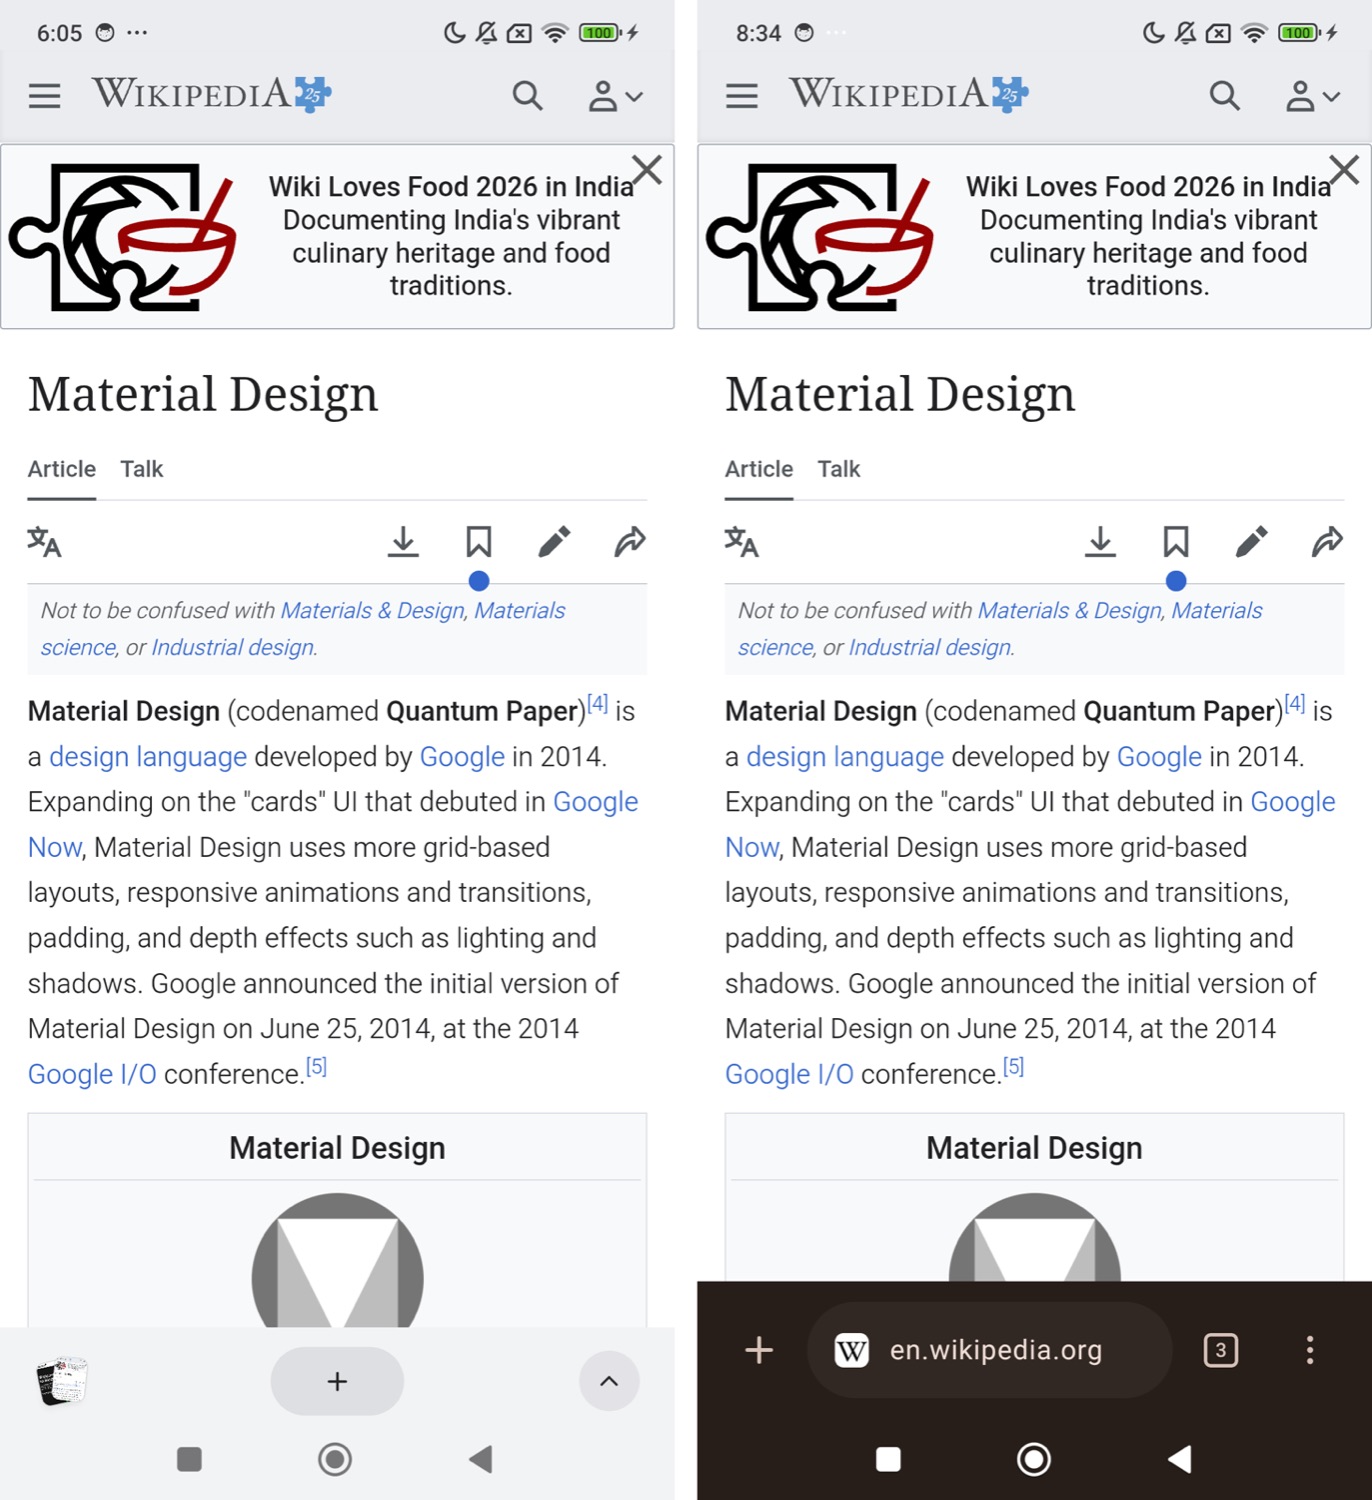 6:05
100
WIKIPEDIA 25
Wiki Loves Food 2026 in India
Documenting India's vibrant
culinary heritage and food
traditions.
Material Design
Article Talk
Not to be confused with Materials & Design, Materials
science, or Industrial design.
Material Design (codenamed Quantum Paper)[4] is
a design language developed by Google in 2014.
Expanding on the "cards" UI that debuted in Google
Now, Material Design uses more grid-based
layouts, responsive animations and transitions,
padding, and depth effects such as lighting and
shadows. Google announced the initial version of
Material Design on June 25, 2014, at the 2014
Google I/O conference.[5]
Material Design
8:34
100
WIKIPEDIA 25
Wiki Loves Food 2026 in India
Documenting India's vibrant
culinary heritage and food
traditions.
Material Design
Article Talk
Not to be confused with Materials & Design, Materials
science, or Industrial design.
Material Design (codenamed Quantum Paper)[4] is
a design language developed by Google in 2014.
Expanding on the "cards" UI that debuted in Google
Now, Material Design uses more grid-based
layouts, responsive animations and transitions,
padding, and depth effects such as lighting and
shadows. Google announced the initial version of
Material Design on June 25, 2014, at the 2014
Google I/O conference.[5]
Material Design
W en.wikipedia.org 3